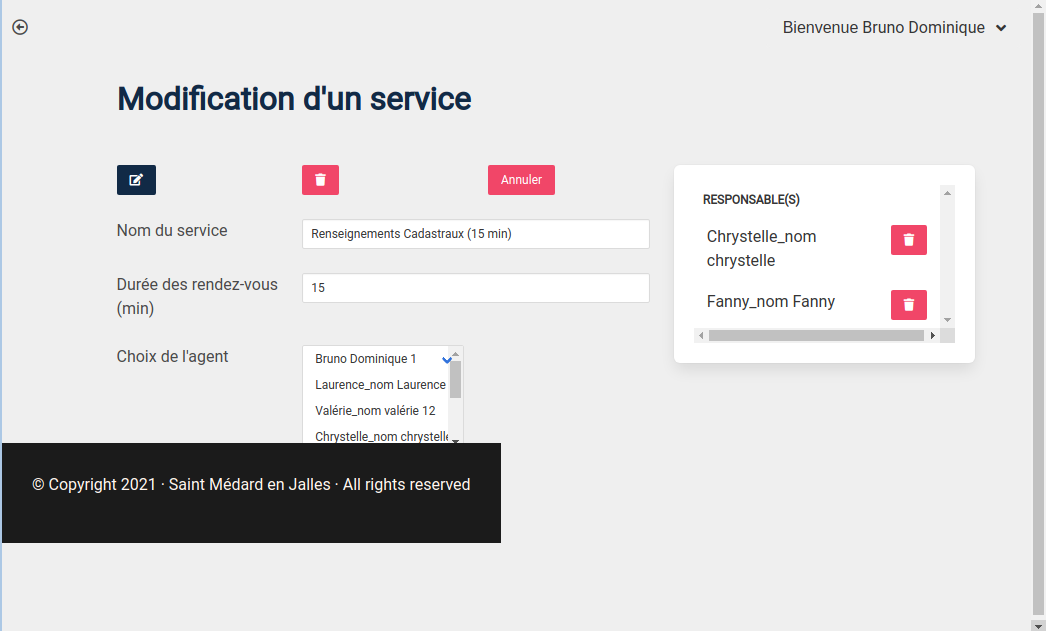 Bienvenue Bruno Dominique
Modification d'un service
Annuler
Nom du service
Renseignements Cadastraux (15 min)
Durée des rendez-vous
(min)
15
Choix de l'agent
Bruno Dominique 1
Laurence_nom Laurence
Valérie_nom valérie 12
Chrystelle_nom chrystelle
RESPONSABLE(S)
Chrystelle_nom
chrystelle
Fanny_nom Fanny
© Copyright 2021 · Saint Médard en Jalles · All rights reserved